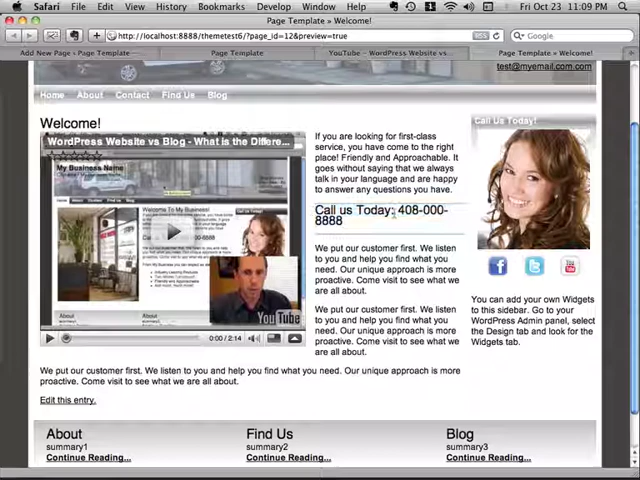 Safari File Edit View History Bookmarks Develop Window Help Fri Oct 23 11:09 PM
Page Template » Welcome!
http://localhost:8888/themetest6/?page_id=12&preview=true
RSS
Google
Add New Page ‹ Page Template
Page Template
YouTube – WordPress Website vs
Page Template » Welcome!
test@myemail.com.com
Home About Contact Find Us Blog
Welcome!
WordPress Website vs Blog - What is the Differe...
My Business Name
Welcome To My Business!
If you are looking for first-class
service, you have come to the right
place! Friendly and Approachable. It
goes without saying that we always
talk in your language and are happy
to answer any questions you have.
Call us Today: 408-000-
8888
We put our customer first. We listen
to you and help you find what you
need. Our unique approach is more
proactive. Come visit to see what we
are all about.
We put our customer first. We listen
to you and help you find what you
need. Our unique approach is more
proactive. Come visit to see what we
are all about.
YouTube
0:00 / 2:14
We put our customer first. We listen to you and help you find what you need. Our unique approach is more
proactive. Come visit to see what we are all about.
Edit this entry.
Call Us Today!
You Tube
You can add your own Widgets
to this sidebar. Go to your
WordPress Admin panel, select
the Design tab and look for the
Widgets tab.
About
summary1
Continue Reading...
Find Us
summary2
Continue Reading...
Blog
summary3
Continue Reading...